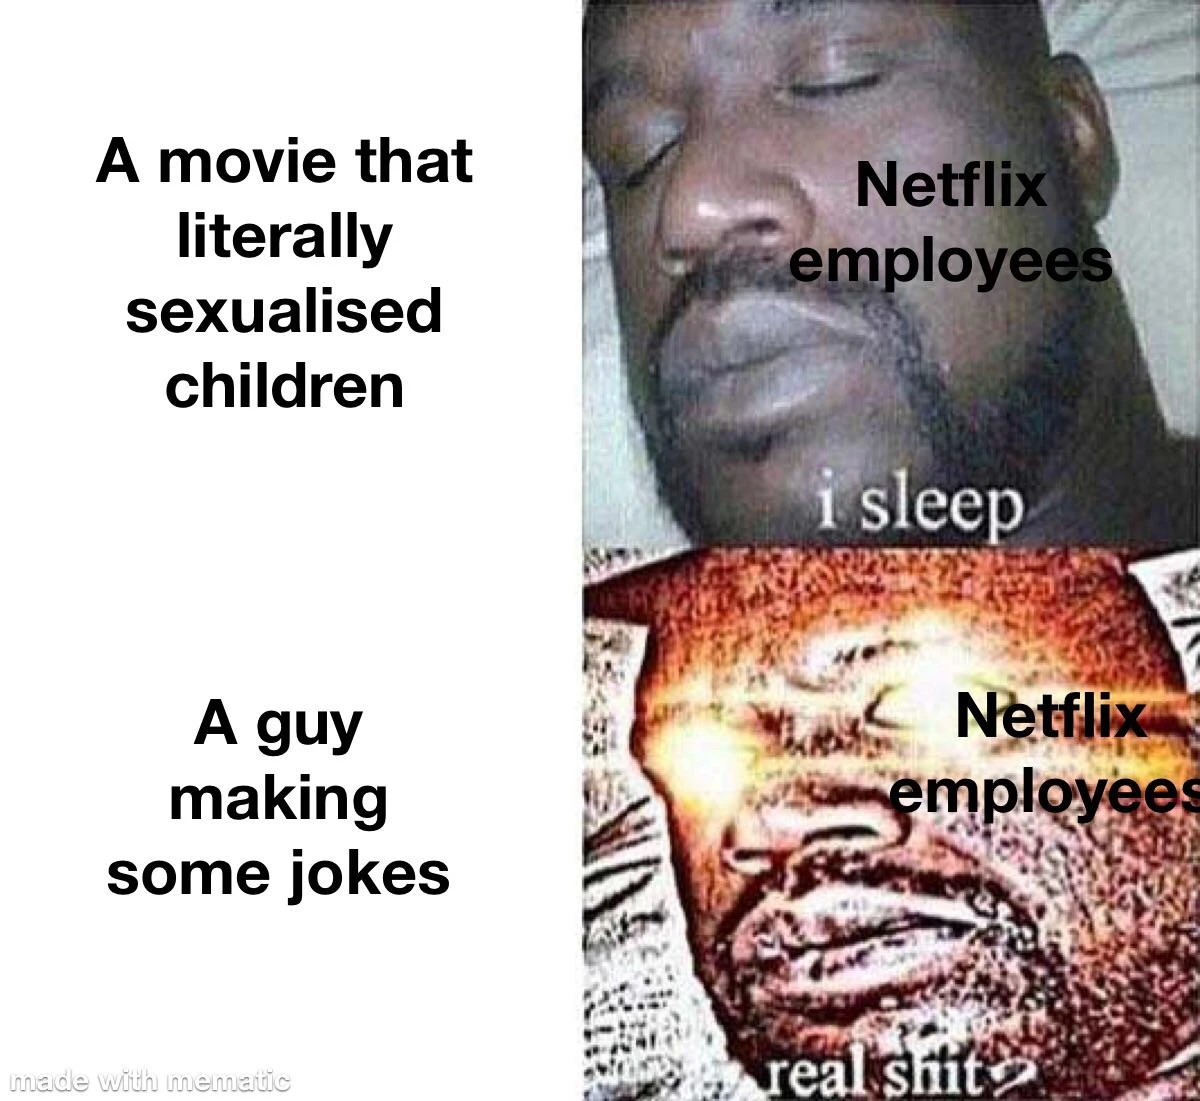 A movie that
literally
sexualised
children
Netflix
employees
i sleep
A guy
making
some jokes
Netflix
employees
real shit?
made with mematic